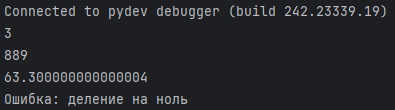 Connected to pydev debugger (build 242.23339.19)
3
889
63.300000000000004
Ошибка: деление на ноль